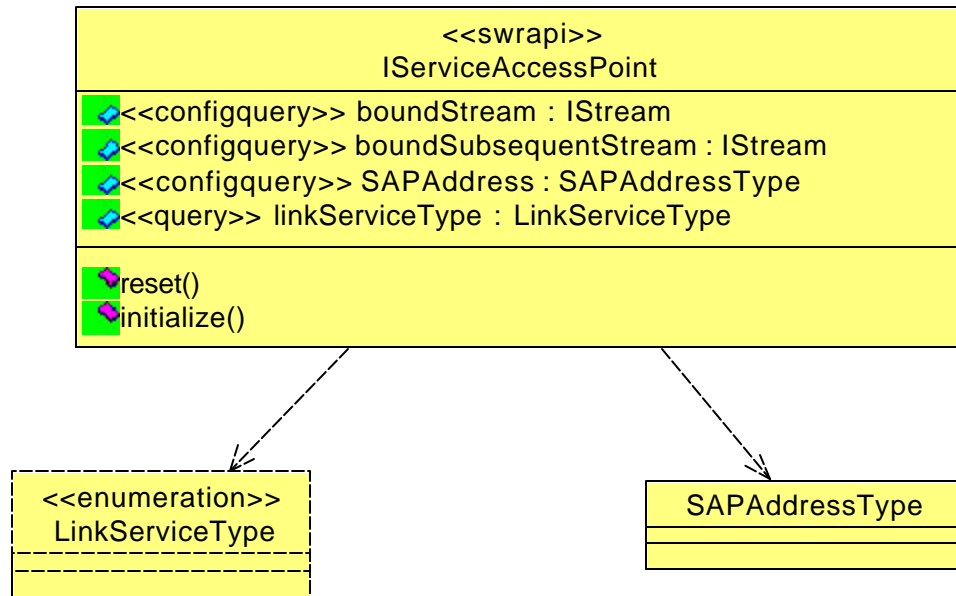 <<swrapi>>
IServiceAccessPoint
<<configquery>> boundStream : IStream
<<configquery>> boundSubsequentStream : IStream
<<configquery>> SAPAddress : SAPAddressType
<<query>> linkServiceType : LinkServiceType
reset()
initialize()
<<enumeration>>
LinkServiceType
SAPAddressType